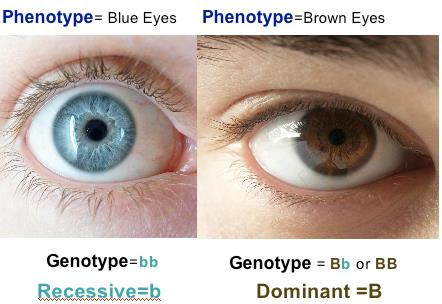 Phenotype= Blue Eyes
Phenotype=Brown Eyes
Genotype=bb
Recessive=b
Genotype = Bb or BB
Dominant =B